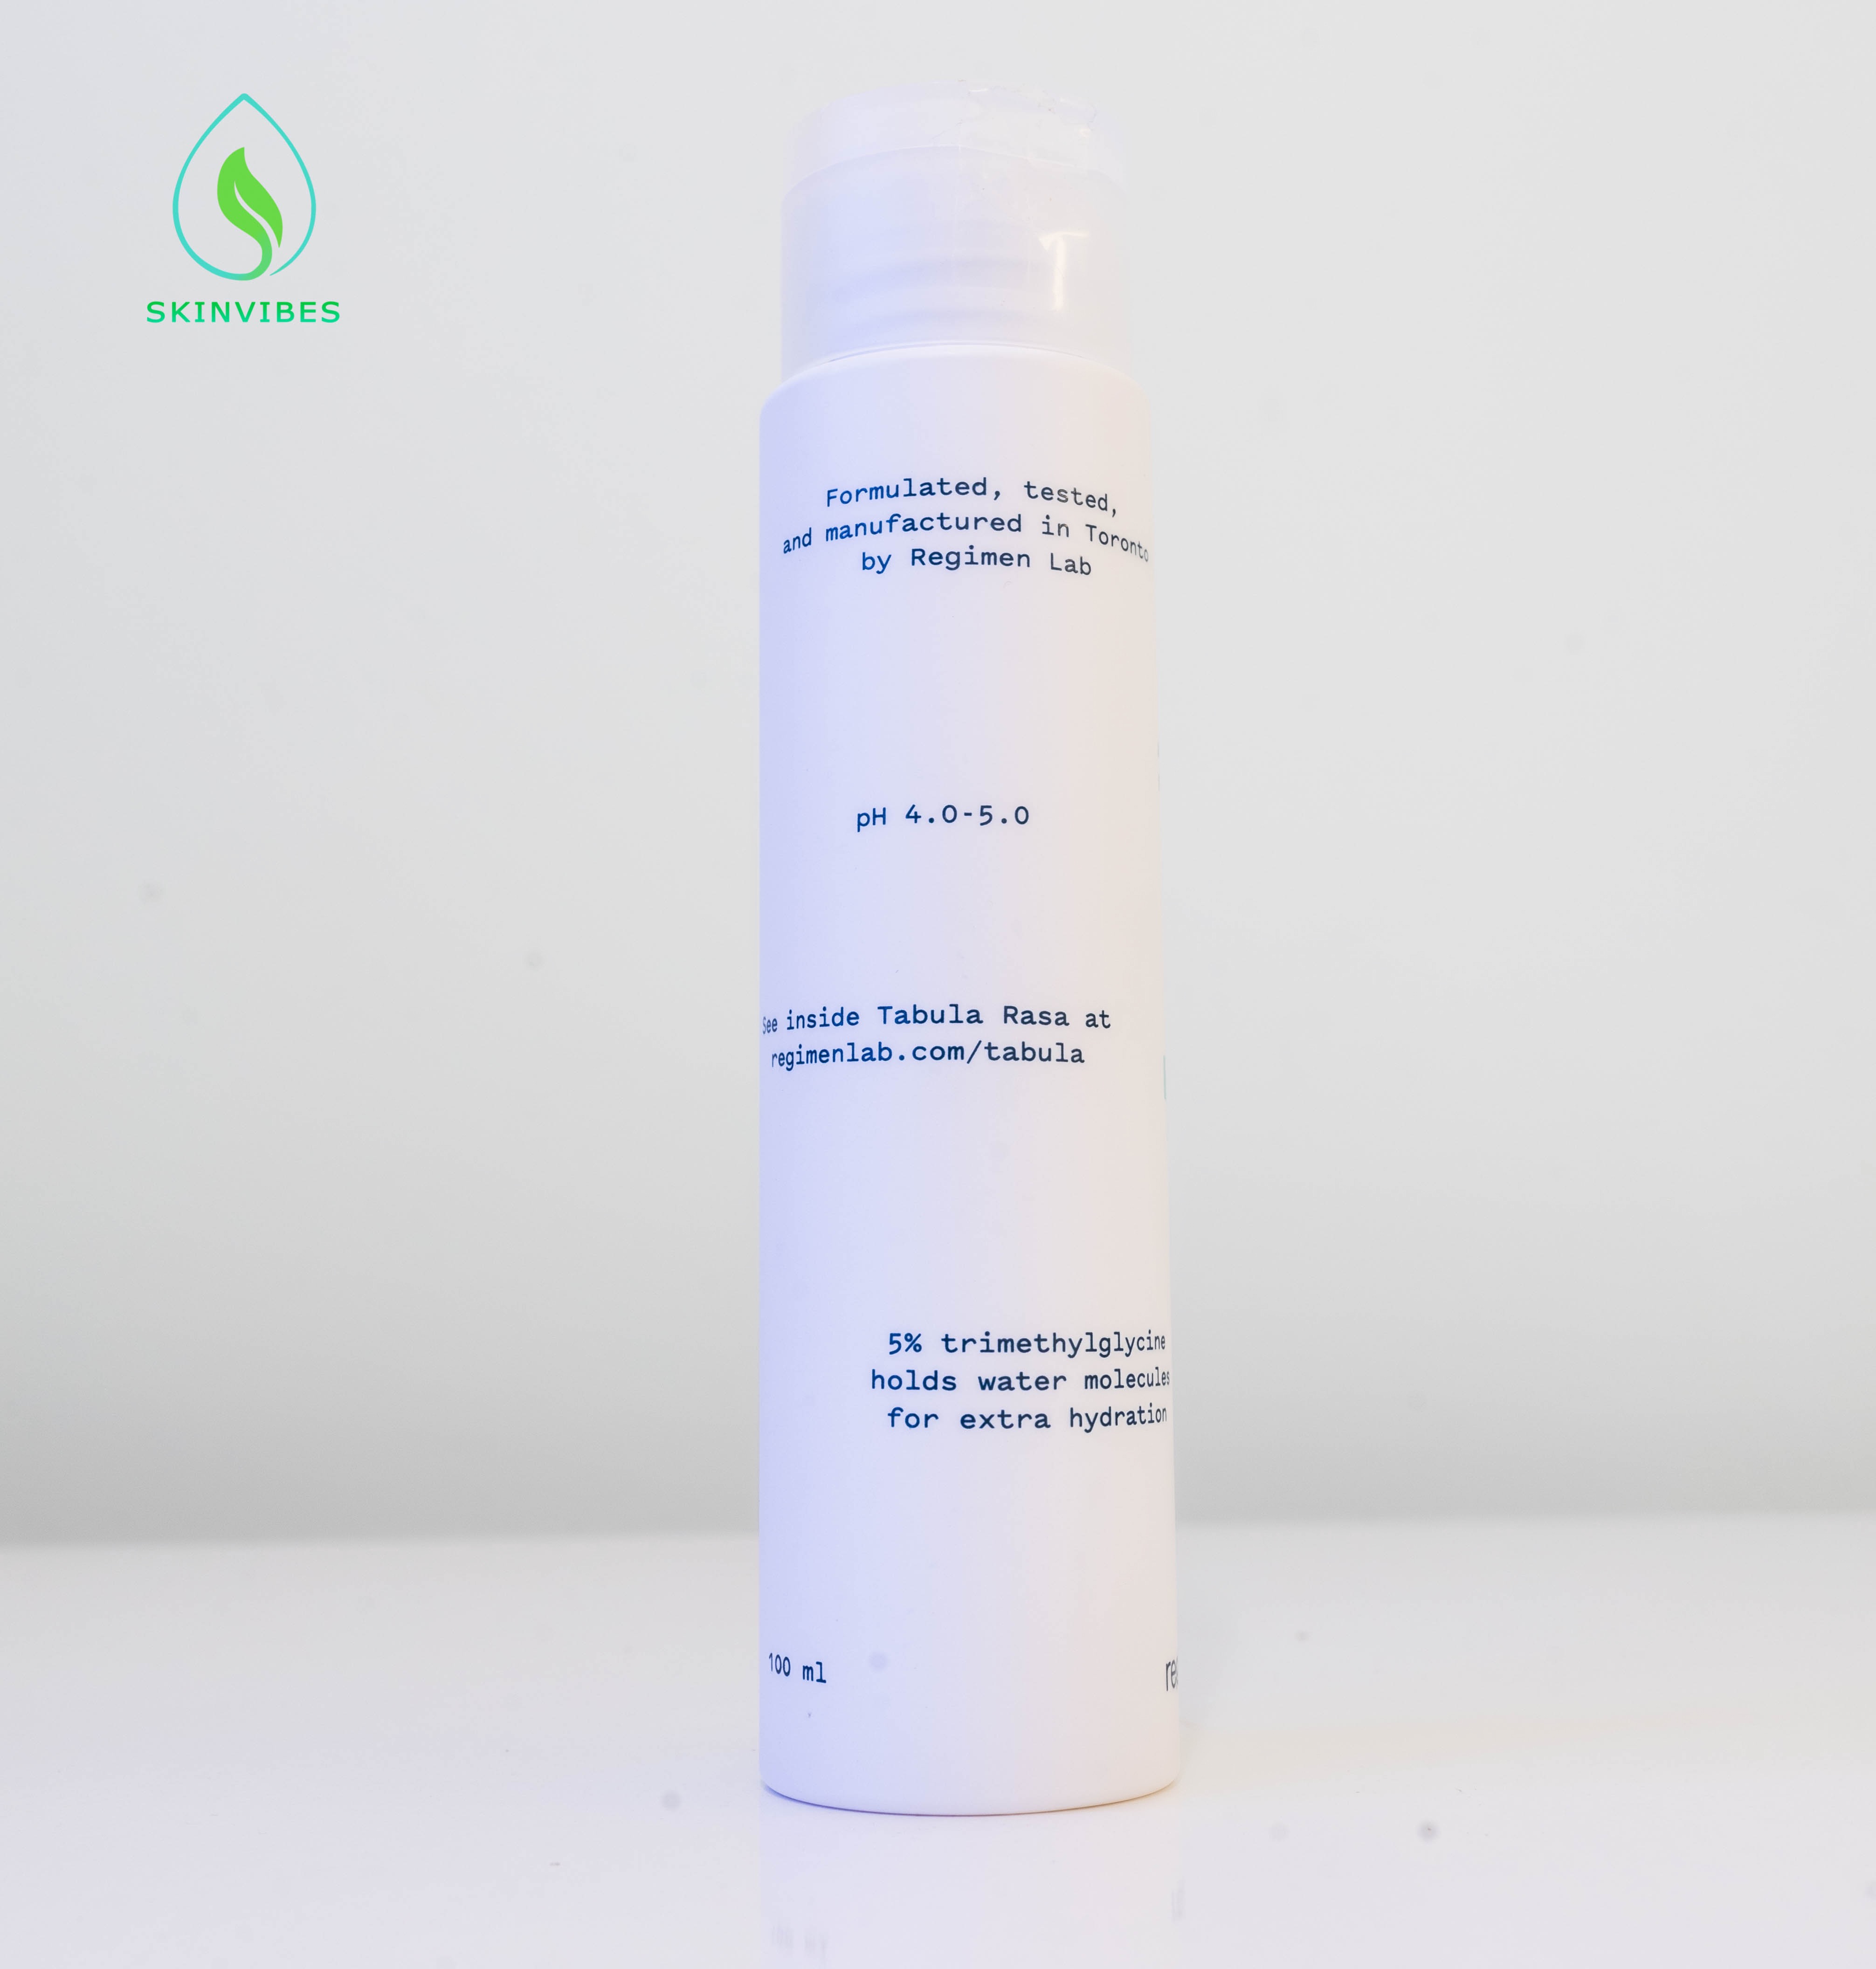 SKINVIBES
Formulated, tested,
and manufactured in Toronto
by Regimen Lab
pH 4.0-5.0
See inside Tabula Rasa at
regimenlab.com/tabula
5% trimethylglycine
holds water molecules
for extra hydration
100 ml